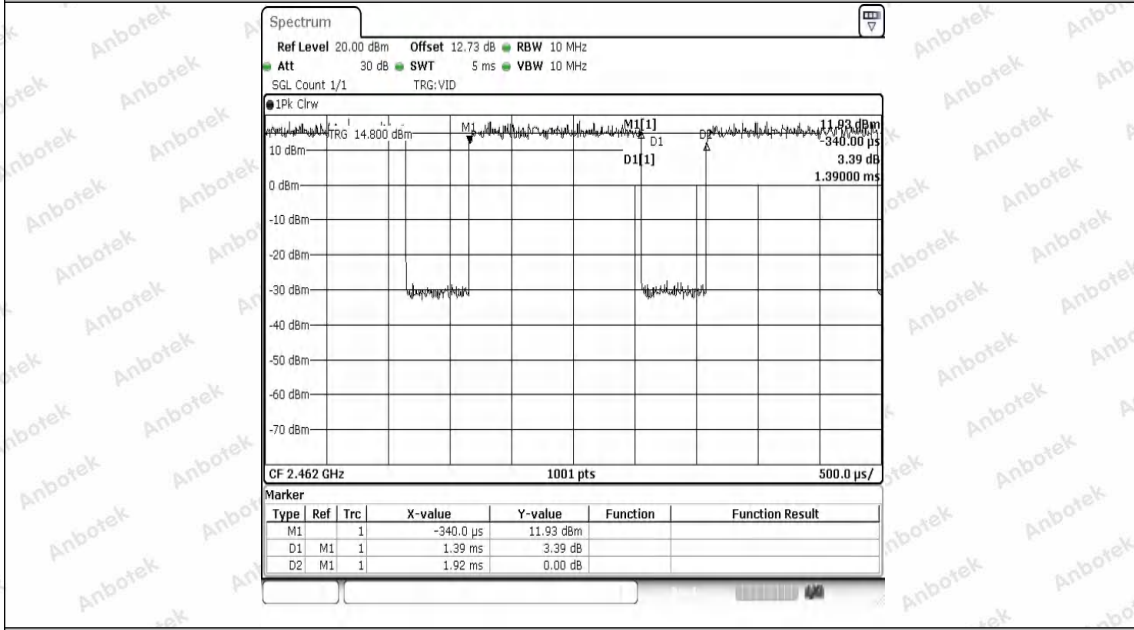 Spectrum
Ref Level 20.00 dBm Offset 12.73 dB RBW 10 MHz
Att 30 dB SWT 5 ms VBW 10 MHz
SGL Count 1/1 TRG:VID
1Pk Clrw
M1[1] 11.93 dBm
TRG 14.800 dBm M1 D1 D2 -340.00 µs
10 dBm D1[1] 3.39 dB
1.39000 ms
0 dBm
-10 dBm
-20 dBm
-30 dBm
-40 dBm
-50 dBm
-60 dBm
-70 dBm
CF 2.462 GHz 1001 pts 500.0 µs/
Marker
Type Ref Trc X-value Y-value Function Function Result
M1 1 -340.0 µs 11.93 dBm
D1 M1 1 1.39 ms 3.39 dB
D2 M1 1 1.92 ms 0.00 dB
Anbotek